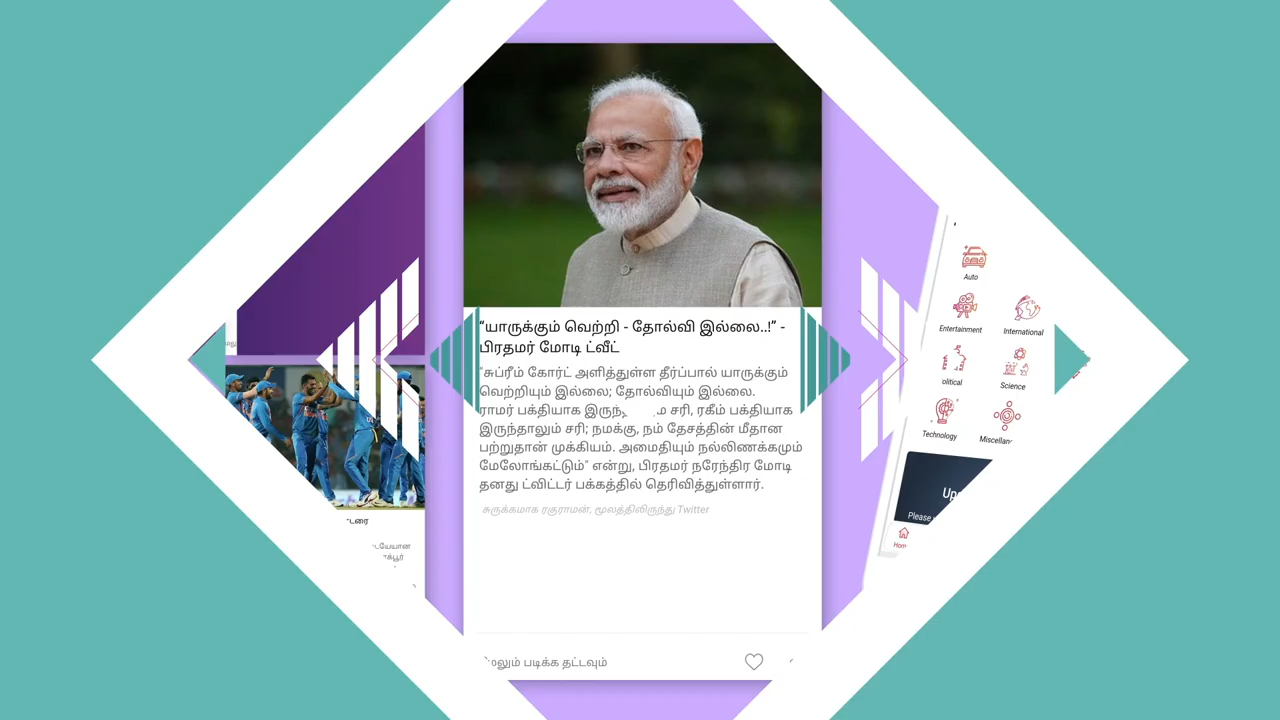 “யாருக்கும் வெற்றி - தோல்வி இல்லை..!” -
பிரதமர் மோடி ட்வீட்
"சுப்ரீம் கோர்ட் அளித்துள்ள தீர்ப்பால் யாருக்கும்
வெற்றியும் இல்லை; தோல்வியும் இல்லை.
ராமர் பக்தியாக சரி, ரகீம் பக்தியாக
இருந்தாலும் சரி; நமக்கு, நம் தேசத்தின் மீதான
பற்றுதான் முக்கியம். அமைதியும் நல்லிணக்கமும்
மேலோங்கட்டும்" என்று, பிரதமர் நரேந்திர மோடி
தனது ட்விட்டர் பக்கத்தில் தெரிவித்துள்ளார்.
சுருக்கமாக ரகுராமன், மூலத்திலிருந்து Twitter
படிக்க தட்டவும்
Auto
Entertainment International
Science
Technology
Please